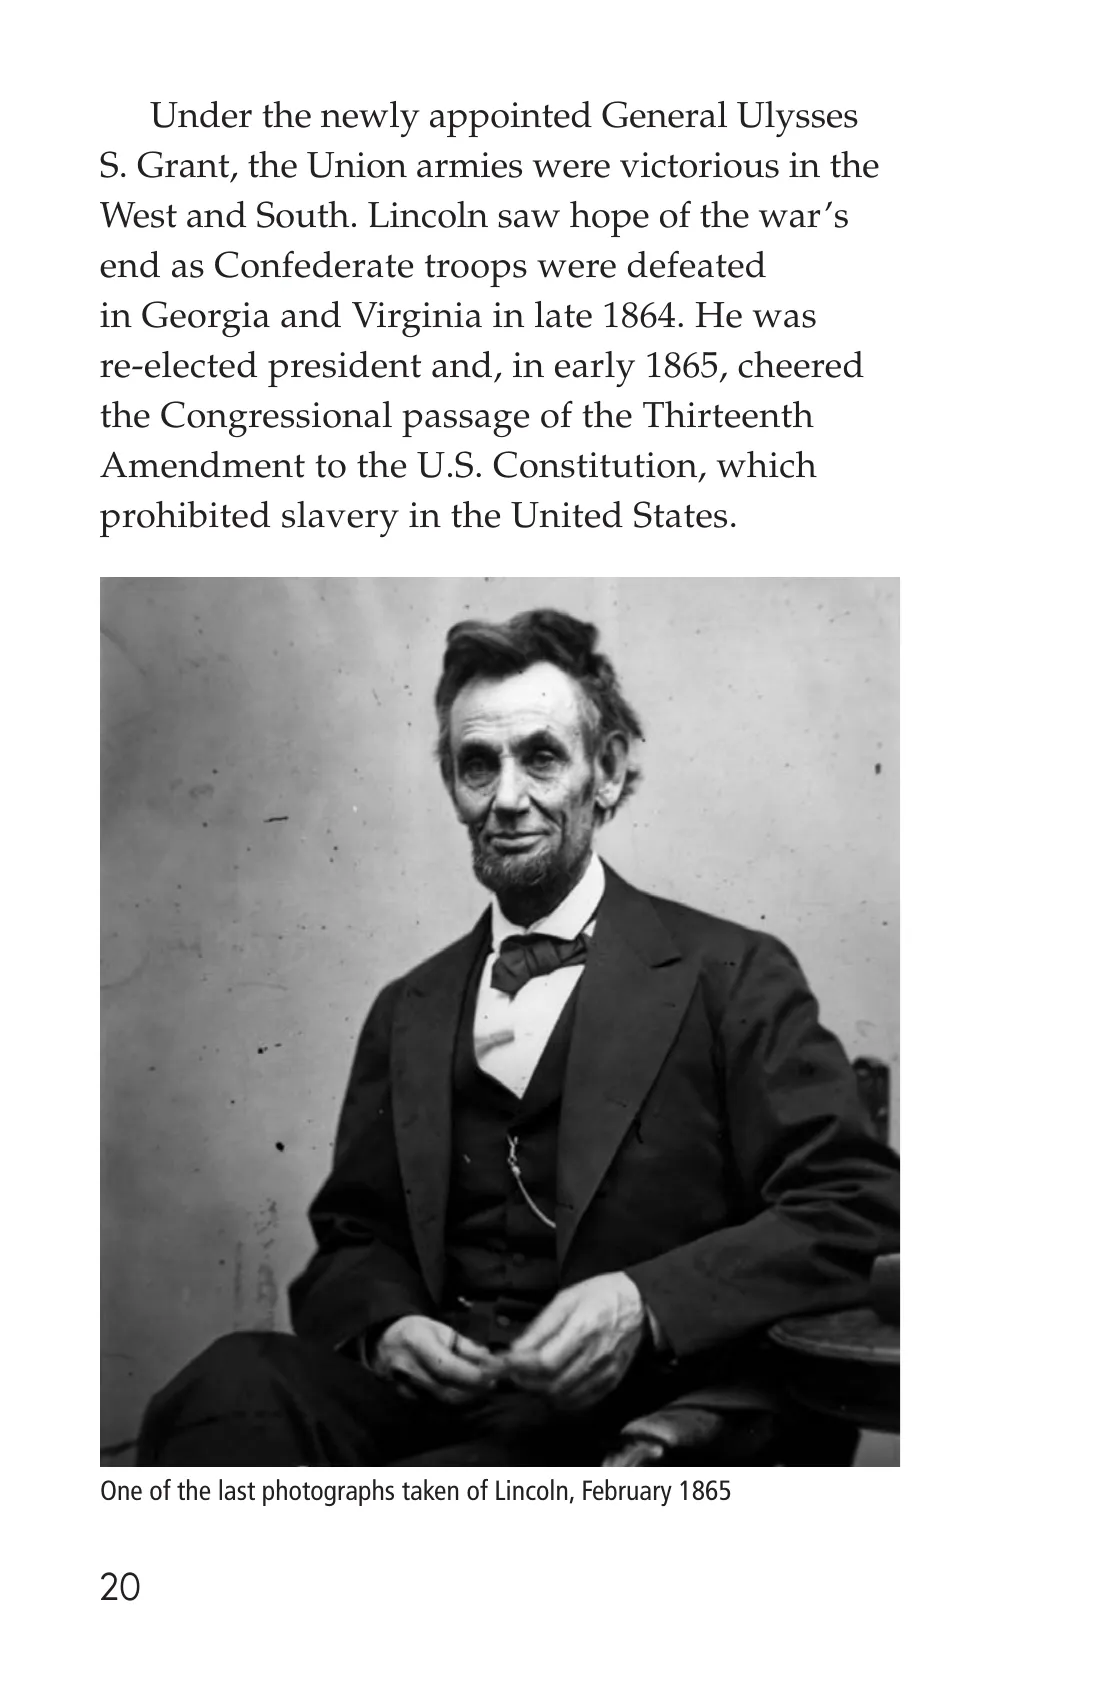 Under the newly appointed General Ulysses
S. Grant, the Union armies were victorious in the
West and South. Lincoln saw hope of the war’s
end as Confederate troops were defeated
in Georgia and Virginia in late 1864. He was
re-elected president and, in early 1865, cheered
the Congressional passage of the Thirteenth
Amendment to the U.S. Constitution, which
prohibited slavery in the United States.
One of the last photographs taken of Lincoln, February 1865
20